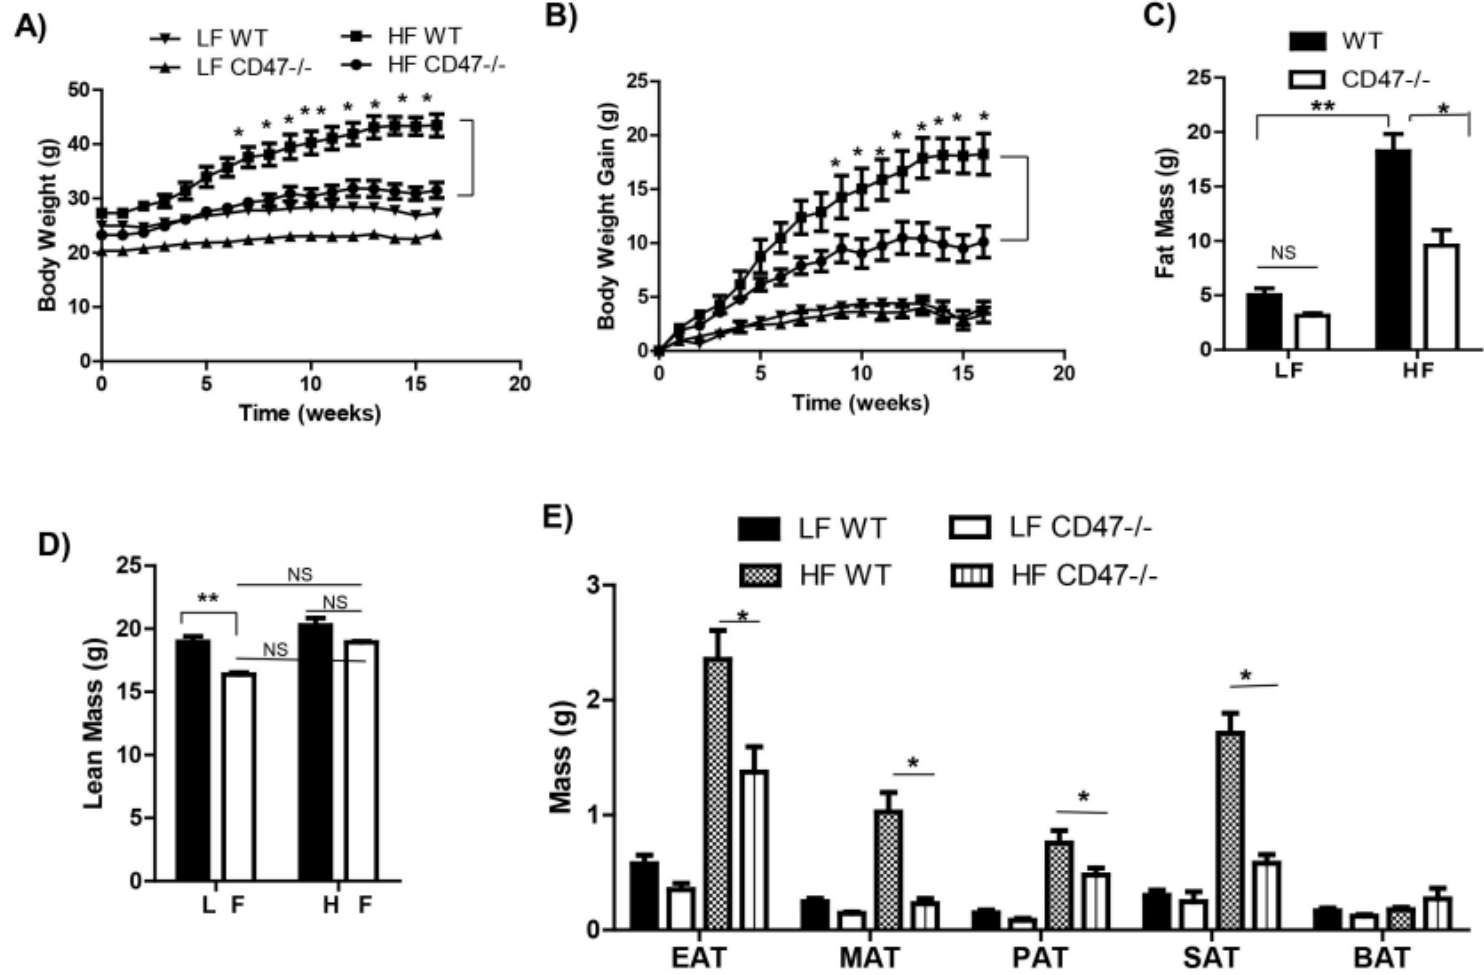 A)
LF WT
HF WT
LF CD47-/-
HF CD47-/-
Body Weight (g)
50
40
30
20
10
0
* * * * * * * * *
0 5 10 15 20
Time (weeks)
B)
Body Weight Gain (g)
25
20
15
10
5
0
* * * * * * * *
0 5 10 15 20
Time (weeks)
C)
WT
CD47-/-
Fat Mass (g)
25
20
15
10
5
0
NS
**
*
LF HF
D)
Lean Mass (g)
25
20
15
10
5
0
**
NS
NS
NS
L F H F
E)
LF WT
LF CD47-/-
HF WT
HF CD47-/-
Mass (g)
3
2
1
0
* * * *
EAT MAT PAT SAT BAT